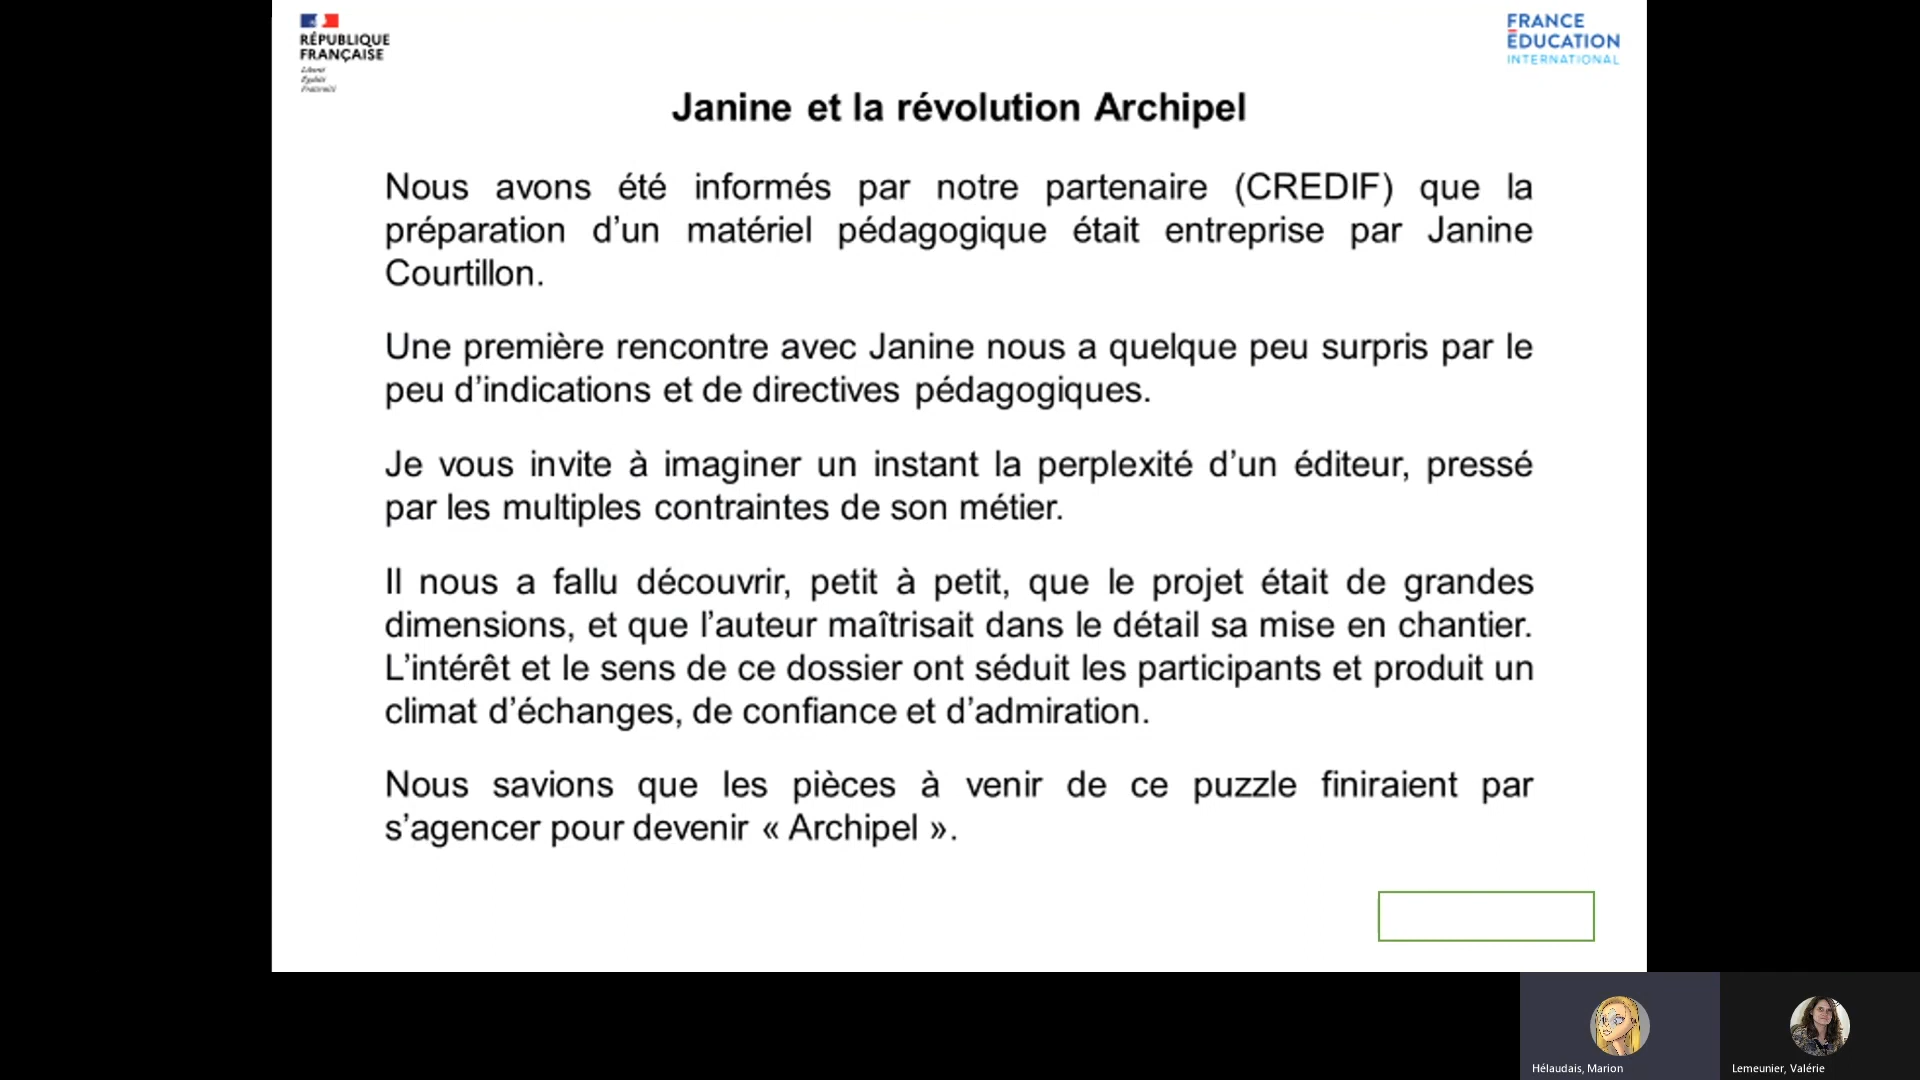 RÉPUBLIQUE
FRANÇAISE
Liberté
Égalité
Fraternité
FRANCE
ÉDUCATION
INTERNATIONAL
Janine et la révolution Archipel
Nous avons été informés par notre partenaire (CREDIF) que la
préparation d’un matériel pédagogique était entreprise par Janine
Courtillon.
Une première rencontre avec Janine nous a quelque peu surpris par le
peu d’indications et de directives pédagogiques.
Je vous invite à imaginer un instant la perplexité d’un éditeur, pressé
par les multiples contraintes de son métier.
Il nous a fallu découvrir, petit à petit, que le projet était de grandes
dimensions, et que l’auteur maîtrisait dans le détail sa mise en chantier.
L’intérêt et le sens de ce dossier ont séduit les participants et produit un
climat d’échanges, de confiance et d’admiration.
Nous savions que les pièces à venir de ce puzzle finiraient par
s’agencer pour devenir « Archipel ».
Hélaudais, Marion
Lemeunier, Valérie